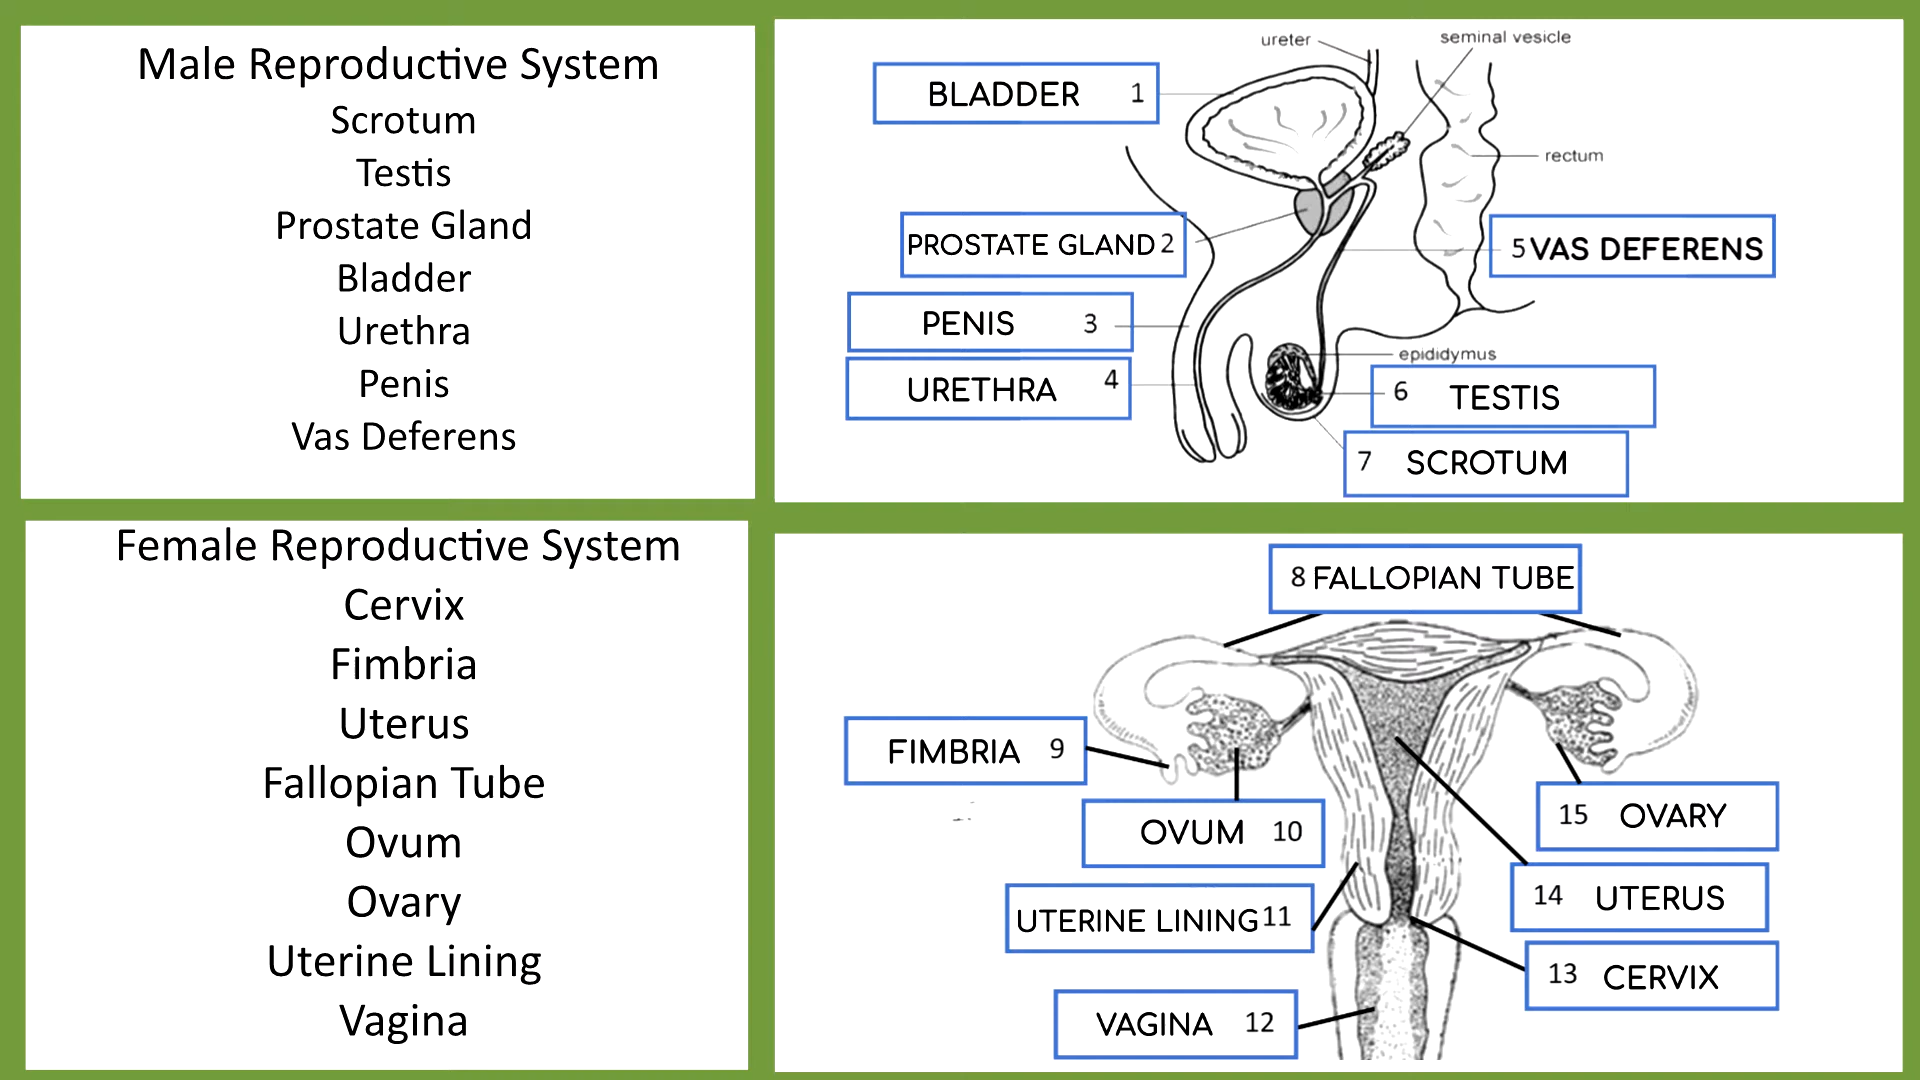 Male Reproductive System
Scrotum
Testis
Prostate Gland
Bladder
Urethra
Penis
Vas Deferens
ureter
seminal vesicle
BLADDER 1
rectum
PROSTATE GLAND 2
5 VAS DEFERENS
PENIS 3
epididymus
URETHRA 4
6 TESTIS
7 SCROTUM
Female Reproductive System
Cervix
Fimbria
Uterus
Fallopian Tube
Ovum
Ovary
Uterine Lining
Vagina
8 FALLOPIAN TUBE
FIMBRIA 9
OVUM 10
15 OVARY
UTERINE LINING 11
14 UTERUS
13 CERVIX
VAGINA 12